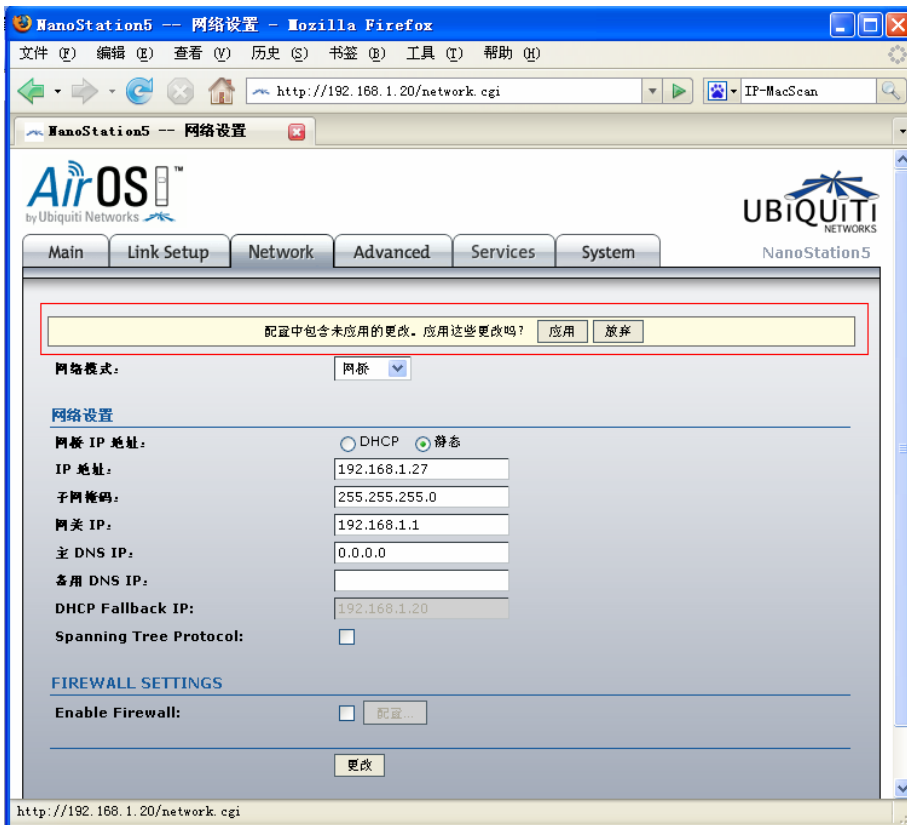 NanoStation5 -- 网络设置 - Mozilla Firefox
文件 (F) 编辑 (E) 查看 (V) 历史 (S) 书签 (B) 工具 (T) 帮助 (H)
http://192.168.1.20/network.cgi IP-MacScan
NanoStation5 -- 网络设置
AirOS™
by Ubiquiti Networks
UBiQUiTi
NETWORKS
Main Link Setup Network Advanced Services System NanoStation5
配置中包含未应用的更改。应用这些更改吗? 应用 放弃
网络模式: 网桥
网络设置
网桥 IP 地址: DHCP 静态
IP 地址: 192.168.1.27
子网掩码: 255.255.255.0
网关 IP: 192.168.1.1
主 DNS IP: 0.0.0.0
备用 DNS IP:
DHCP Fallback IP: 192.168.1.20
Spanning Tree Protocol:
FIREWALL SETTINGS
Enable Firewall: 配置...
更改
http://192.168.1.20/network.cgi